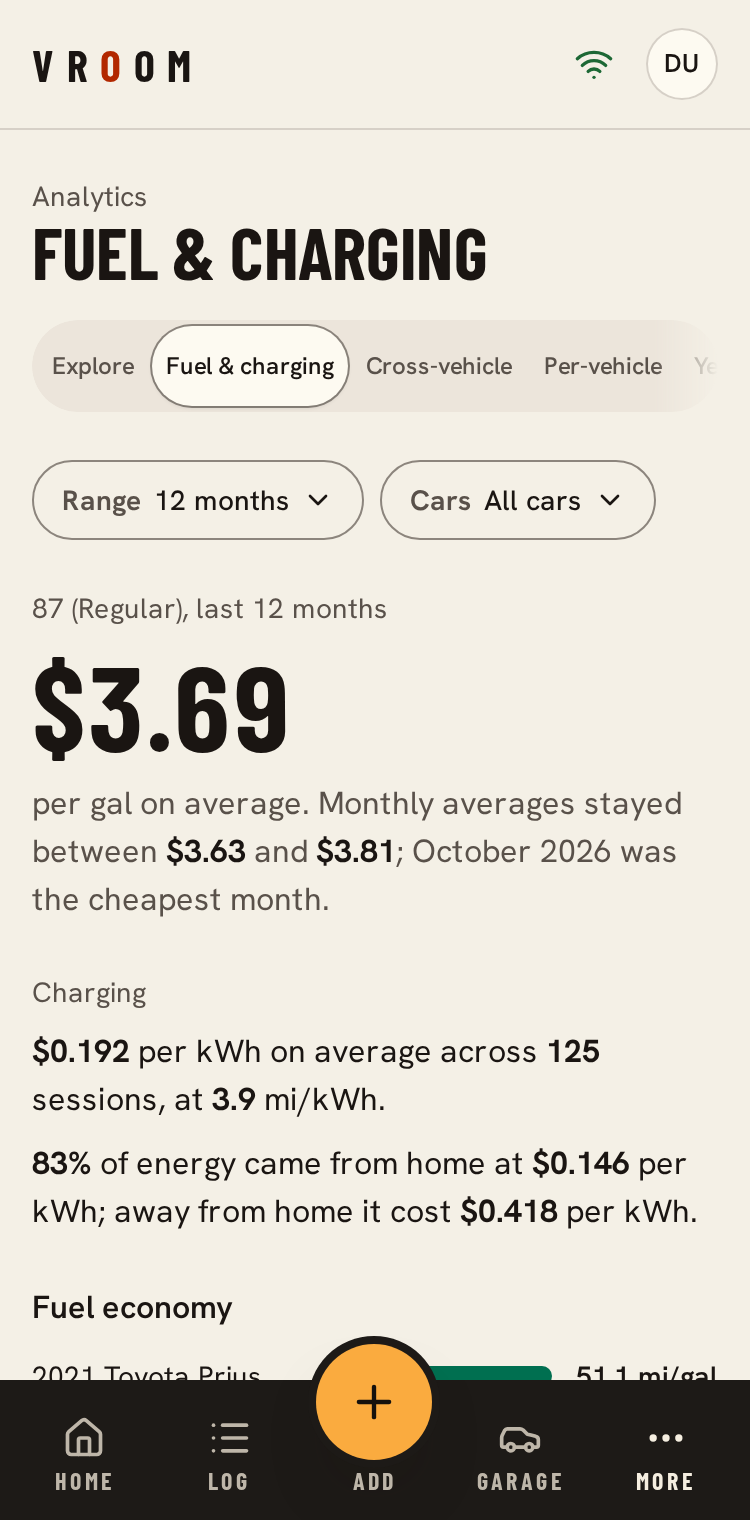 VROOM
DU
Analytics
FUEL & CHARGING
Explore Fuel & charging Cross-vehicle Per-vehicle
Range 12 months Cars All cars
87 (Regular), last 12 months
$3.69
per gal on average. Monthly averages stayed
between $3.63 and $3.81; October 2026 was
the cheapest month.
Charging
$0.192 per kWh on average across 125
sessions, at 3.9 mi/kWh.
83% of energy came from home at $0.146 per
kWh; away from home it cost $0.418 per kWh.
Fuel economy
2021 Toyota Prius 51.1 mi/gal
HOME LOG ADD GARAGE MORE